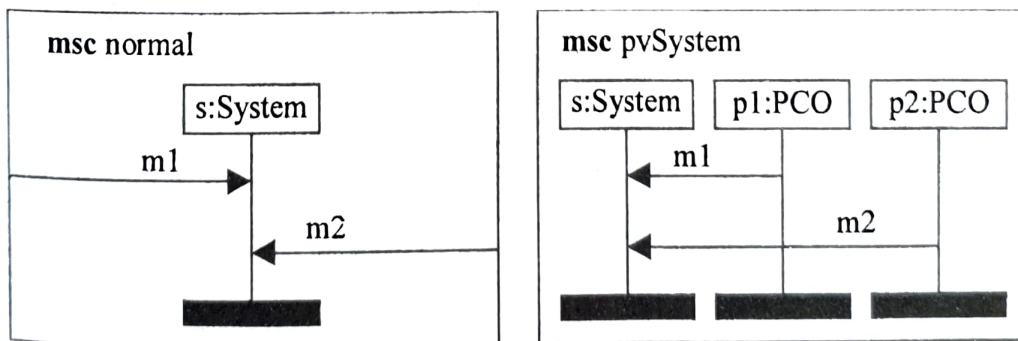 msc normal
s:System
m1
m2
msc pvSystem
s:System p1:PCO p2:PCO
m1
m2